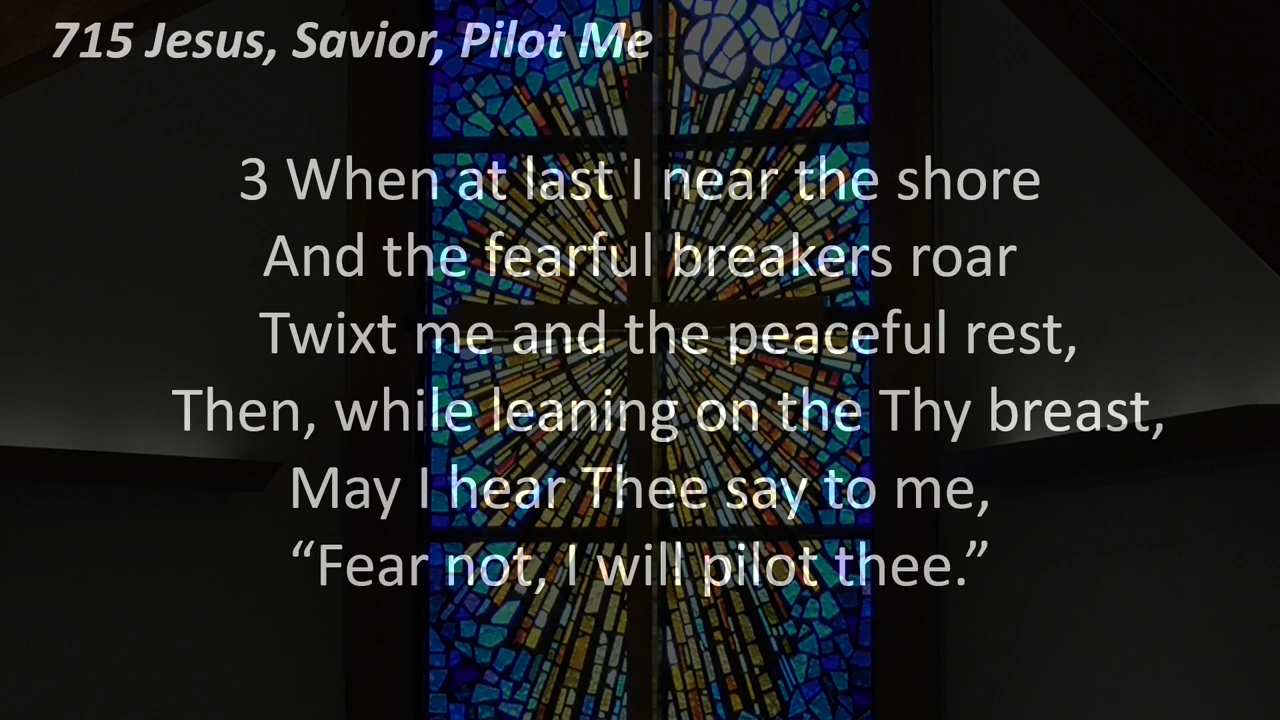 715 Jesus, Savior, Pilot Me
3 When at last I near the shore
And the fearful breakers roar
Twixt me and the peaceful rest,
Then, while leaning on the Thy breast,
May I hear Thee say to me,
“Fear not, I will pilot thee.”